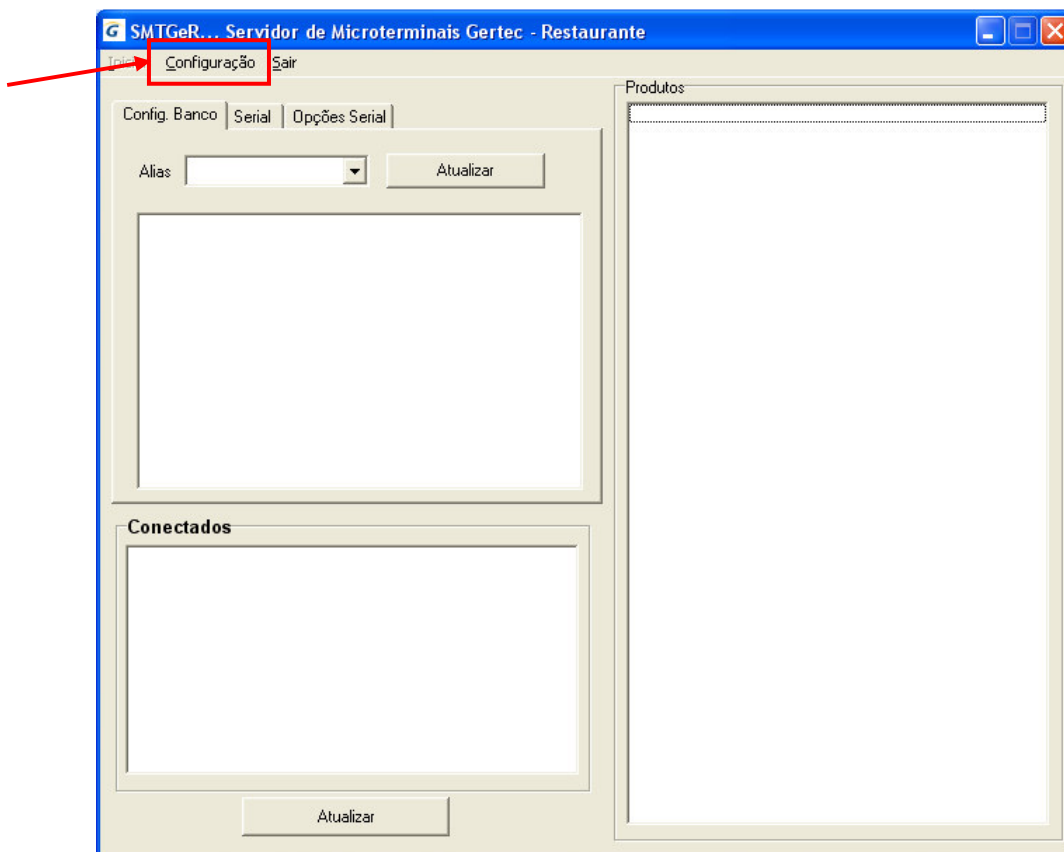 SMTGeR... Servidor de Microterminais Gertec - Restaurante
Configuração Sair
Config. Banco Serial Opções Serial
Alias Atualizar
Conectados
Atualizar
Produtos